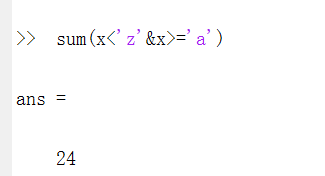 >> sum(x<'z'&x>='a')
ans =
24